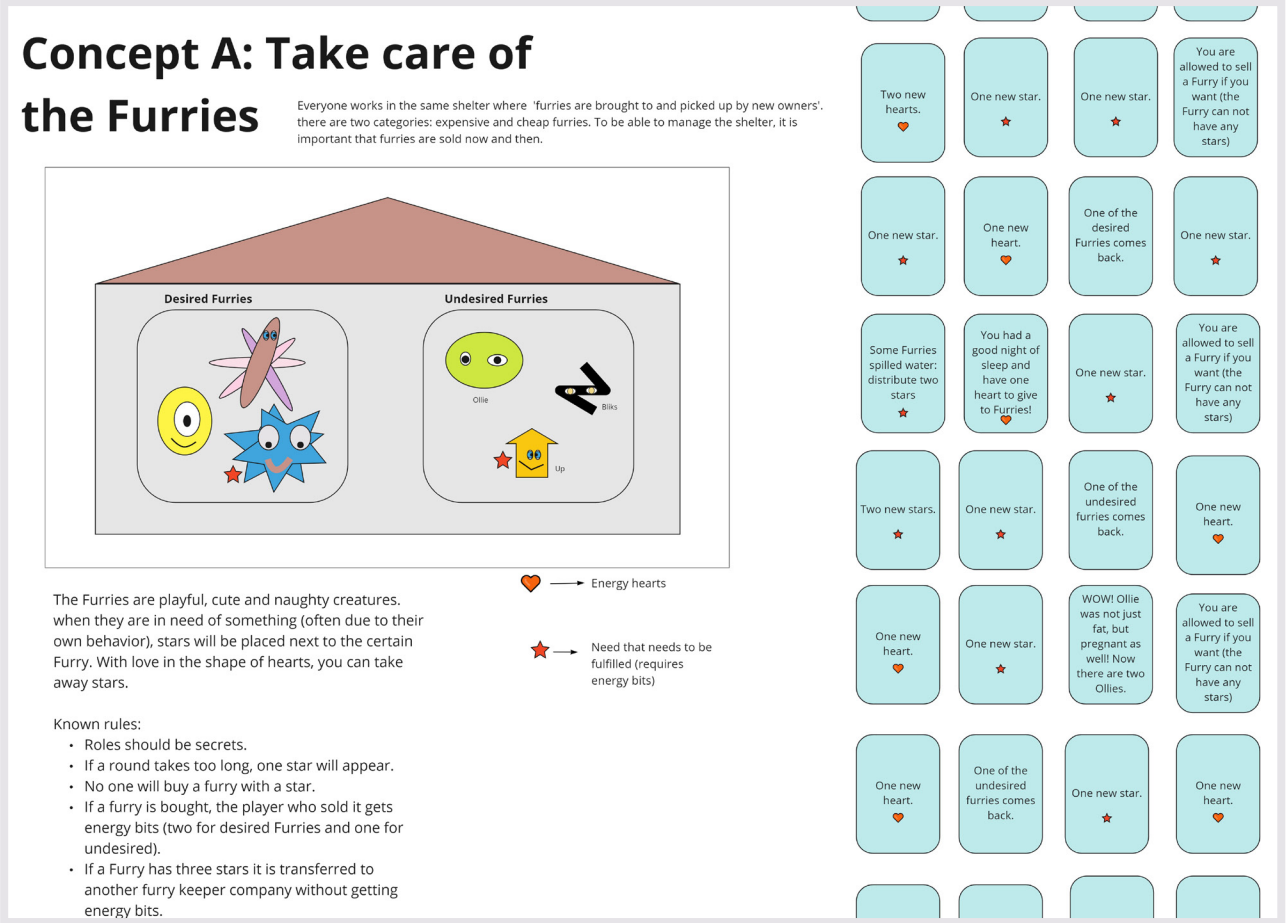 Concept A: Take care of
the Furries
Everyone works in the same shelter where 'furries are brought to and picked up by new owners'.
there are two categories: expensive and cheap furries. To be able to manage the shelter, it is
important that furries are sold now and then.
Desired Furries
Undesired Furries
Ollie
Bliks
Up
Energy hearts
Need that needs to be
fulfilled (requires
energy bits)
The Furries are playful, cute and naughty creatures.
when they are in need of something (often due to their
own behavior), stars will be placed next to the certain
Furry. With love in the shape of hearts, you can take
away stars.
Known rules:
• Roles should be secrets.
• If a round takes too long, one star will appear.
• No one will buy a furry with a star.
• If a furry is bought, the player who sold it gets
energy bits (two for desired Furries and one for
undesired).
• If a Furry has three stars it is transferred to
another furry keeper company without getting
energy bits.
Two new
hearts.
One new star.
One new star.
You are
allowed to sell
a Furry if you
want (the
Furry can not
have any
stars)
One new star.
One new
heart.
One of the
desired
Furries comes
back.
One new star.
Some Furries
spilled water:
distribute two
stars
You had a
good night of
sleep and
have one
heart to give
to Furries!
One new star.
You are
allowed to sell
a Furry if you
want (the
Furry can not
have any
stars)
Two new stars.
One new star.
One of the
undesired
furries comes
back.
One new
heart.
One new
heart.
One new star.
WOW! Ollie
was not just
fat, but
pregnant as
well! Now
there are two
Ollies.
You are
allowed to sell
a Furry if you
want (the
Furry can not
have any
stars)
One new
heart.
One of the
undesired
furries comes
back.
One new star.
One new
heart.